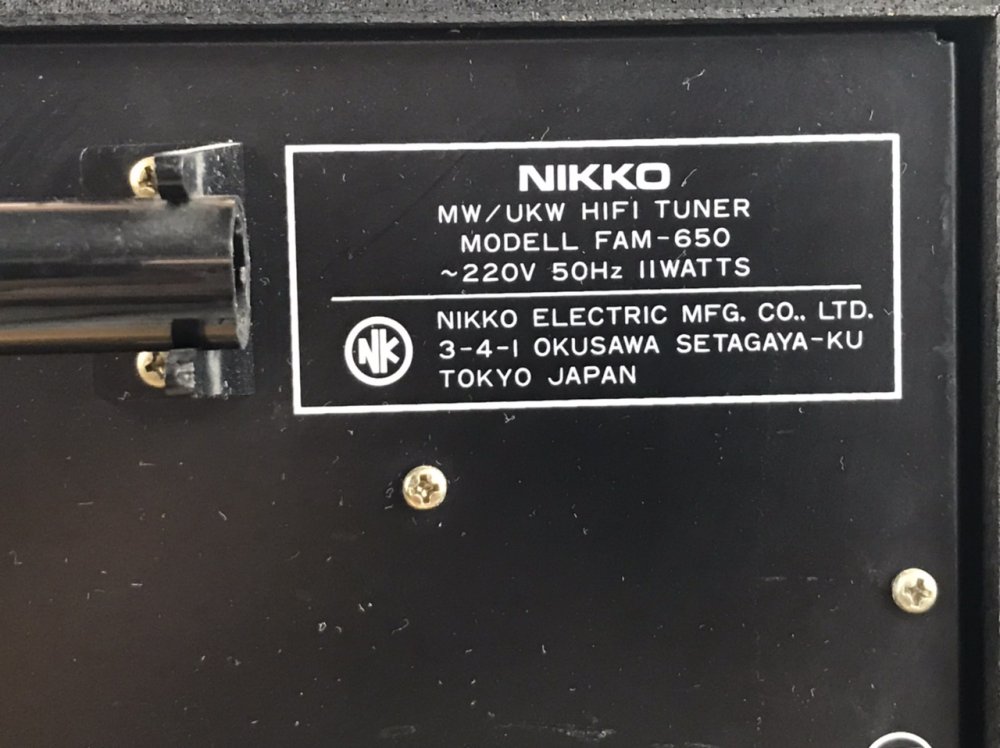 NIKKO
MW/UKW HIFI TUNER
MODELL FAM-650
~220V 50Hz 11WATTS
NK
NIKKO ELECTRIC MFG. CO., LTD.
3-4-1 OKUSAWA SETAGAYA-KU
TOKYO JAPAN